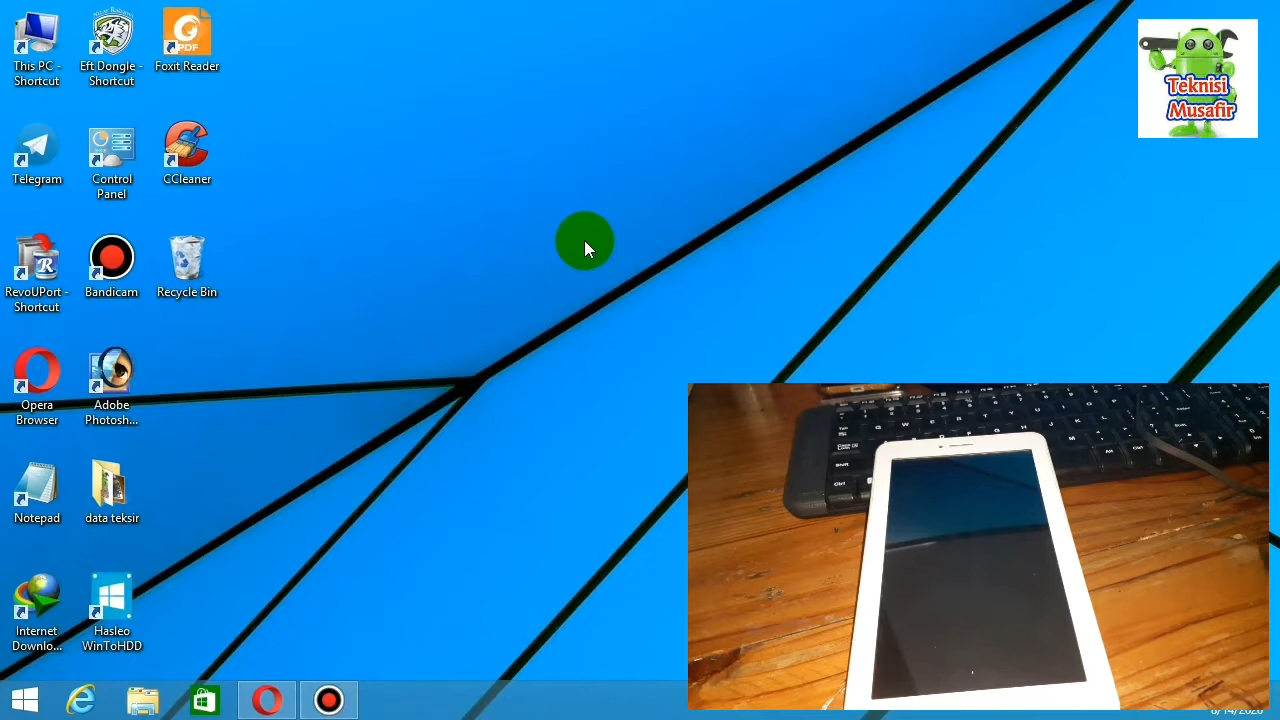 This PC -
Shortcut
Eft Dongle -
Shortcut
PDF
Foxit Reader
Telegram
Control
Panel
CCleaner
RevoUPort -
Shortcut
Bandicam
Recycle Bin
Opera
Browser
Adobe
Photosh...
Notepad
data teksir
Internet
Downlo...
Hasleo
WinToHDD
Teknisi
Musafir